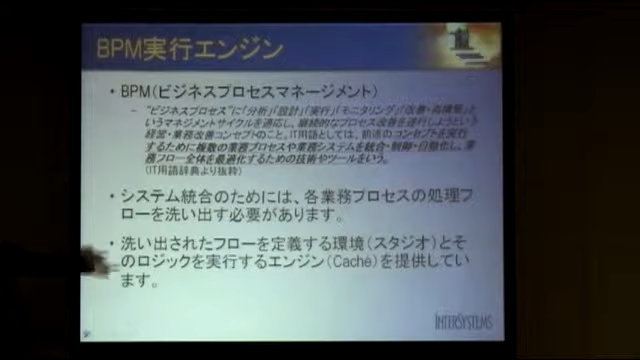 BPM実行エンジン
• BPM(ビジネスプロセスマネージメント)
– “ビジネスプロセス”に「分析」「設計」「実行」「モニタリング」「改善・再構築」と
いうマネジメントサイクルを適応し、継続的なプロセス改善を遂行しようという
経営・業務改善コンセプトのこと。IT用語としては、前述のコンセプトを実行
するために複数の業務プロセスや業務システムを統合・制御・自動化し、業
務フロー全体を最適化するための技術やツールをいう。
(IT用語辞典より抜粋)
• システム統合のためには、各業務プロセスの処理フ
ローを洗い出す必要があります。
• 洗い出されたフローを定義する環境(スタジオ)とそ
のロジックを実行するエンジン(Caché)を提供してい
ます。
INTERSYSTEMS